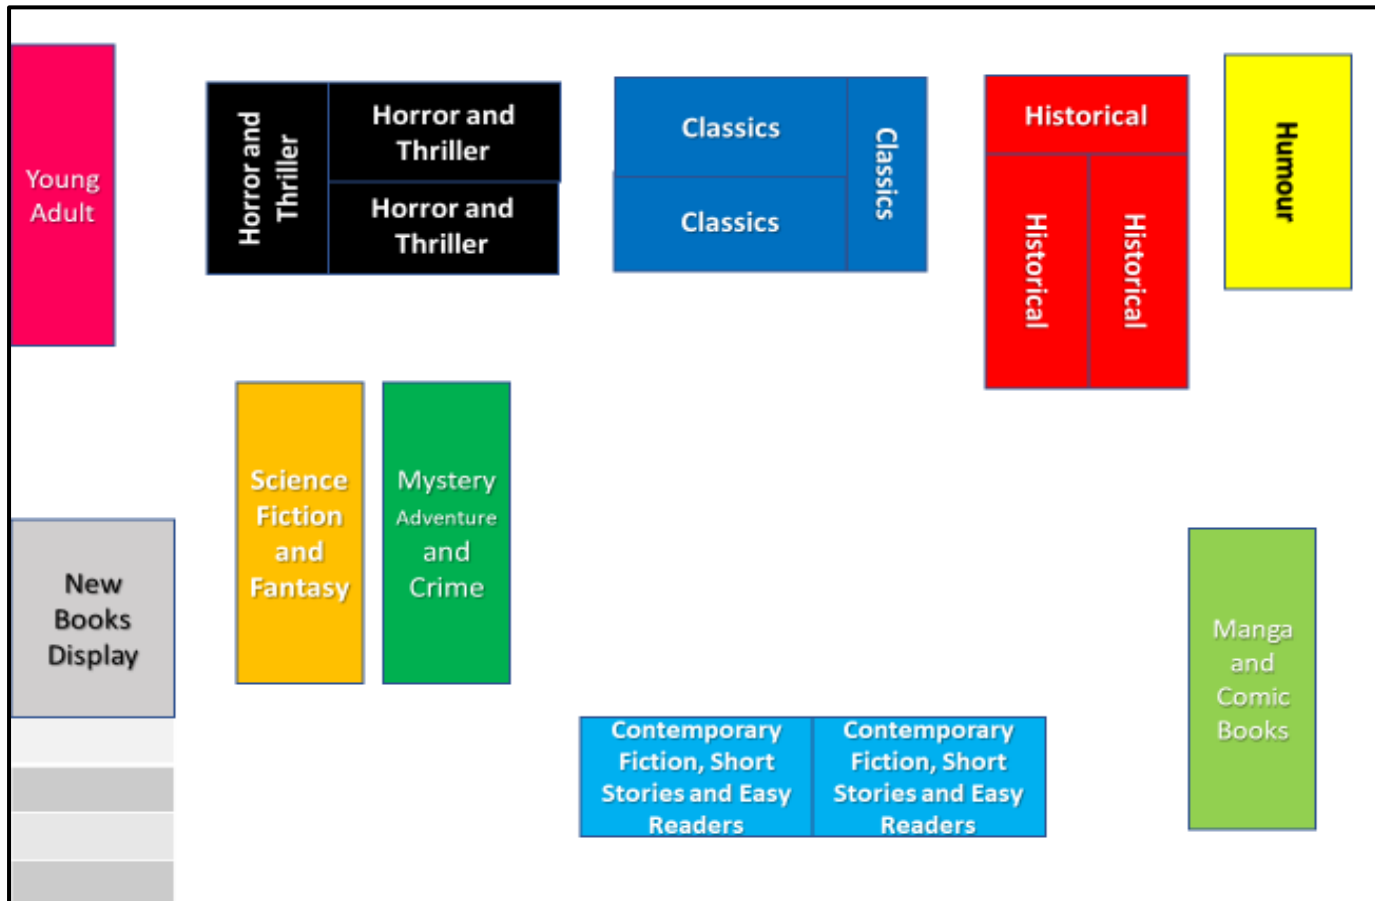 Young
Adult
Horror and
Thriller
Horror and
Thriller
Horror and
Thriller
Classics
Classics
Classics
Historical
Historical
Historical
Humour
Science
Fiction
and
Fantasy
Mystery
Adventure
and
Crime
New
Books
Display
Manga
and
Comic
Books
Contemporary
Fiction, Short
Stories and Easy
Readers
Contemporary
Fiction, Short
Stories and Easy
Readers